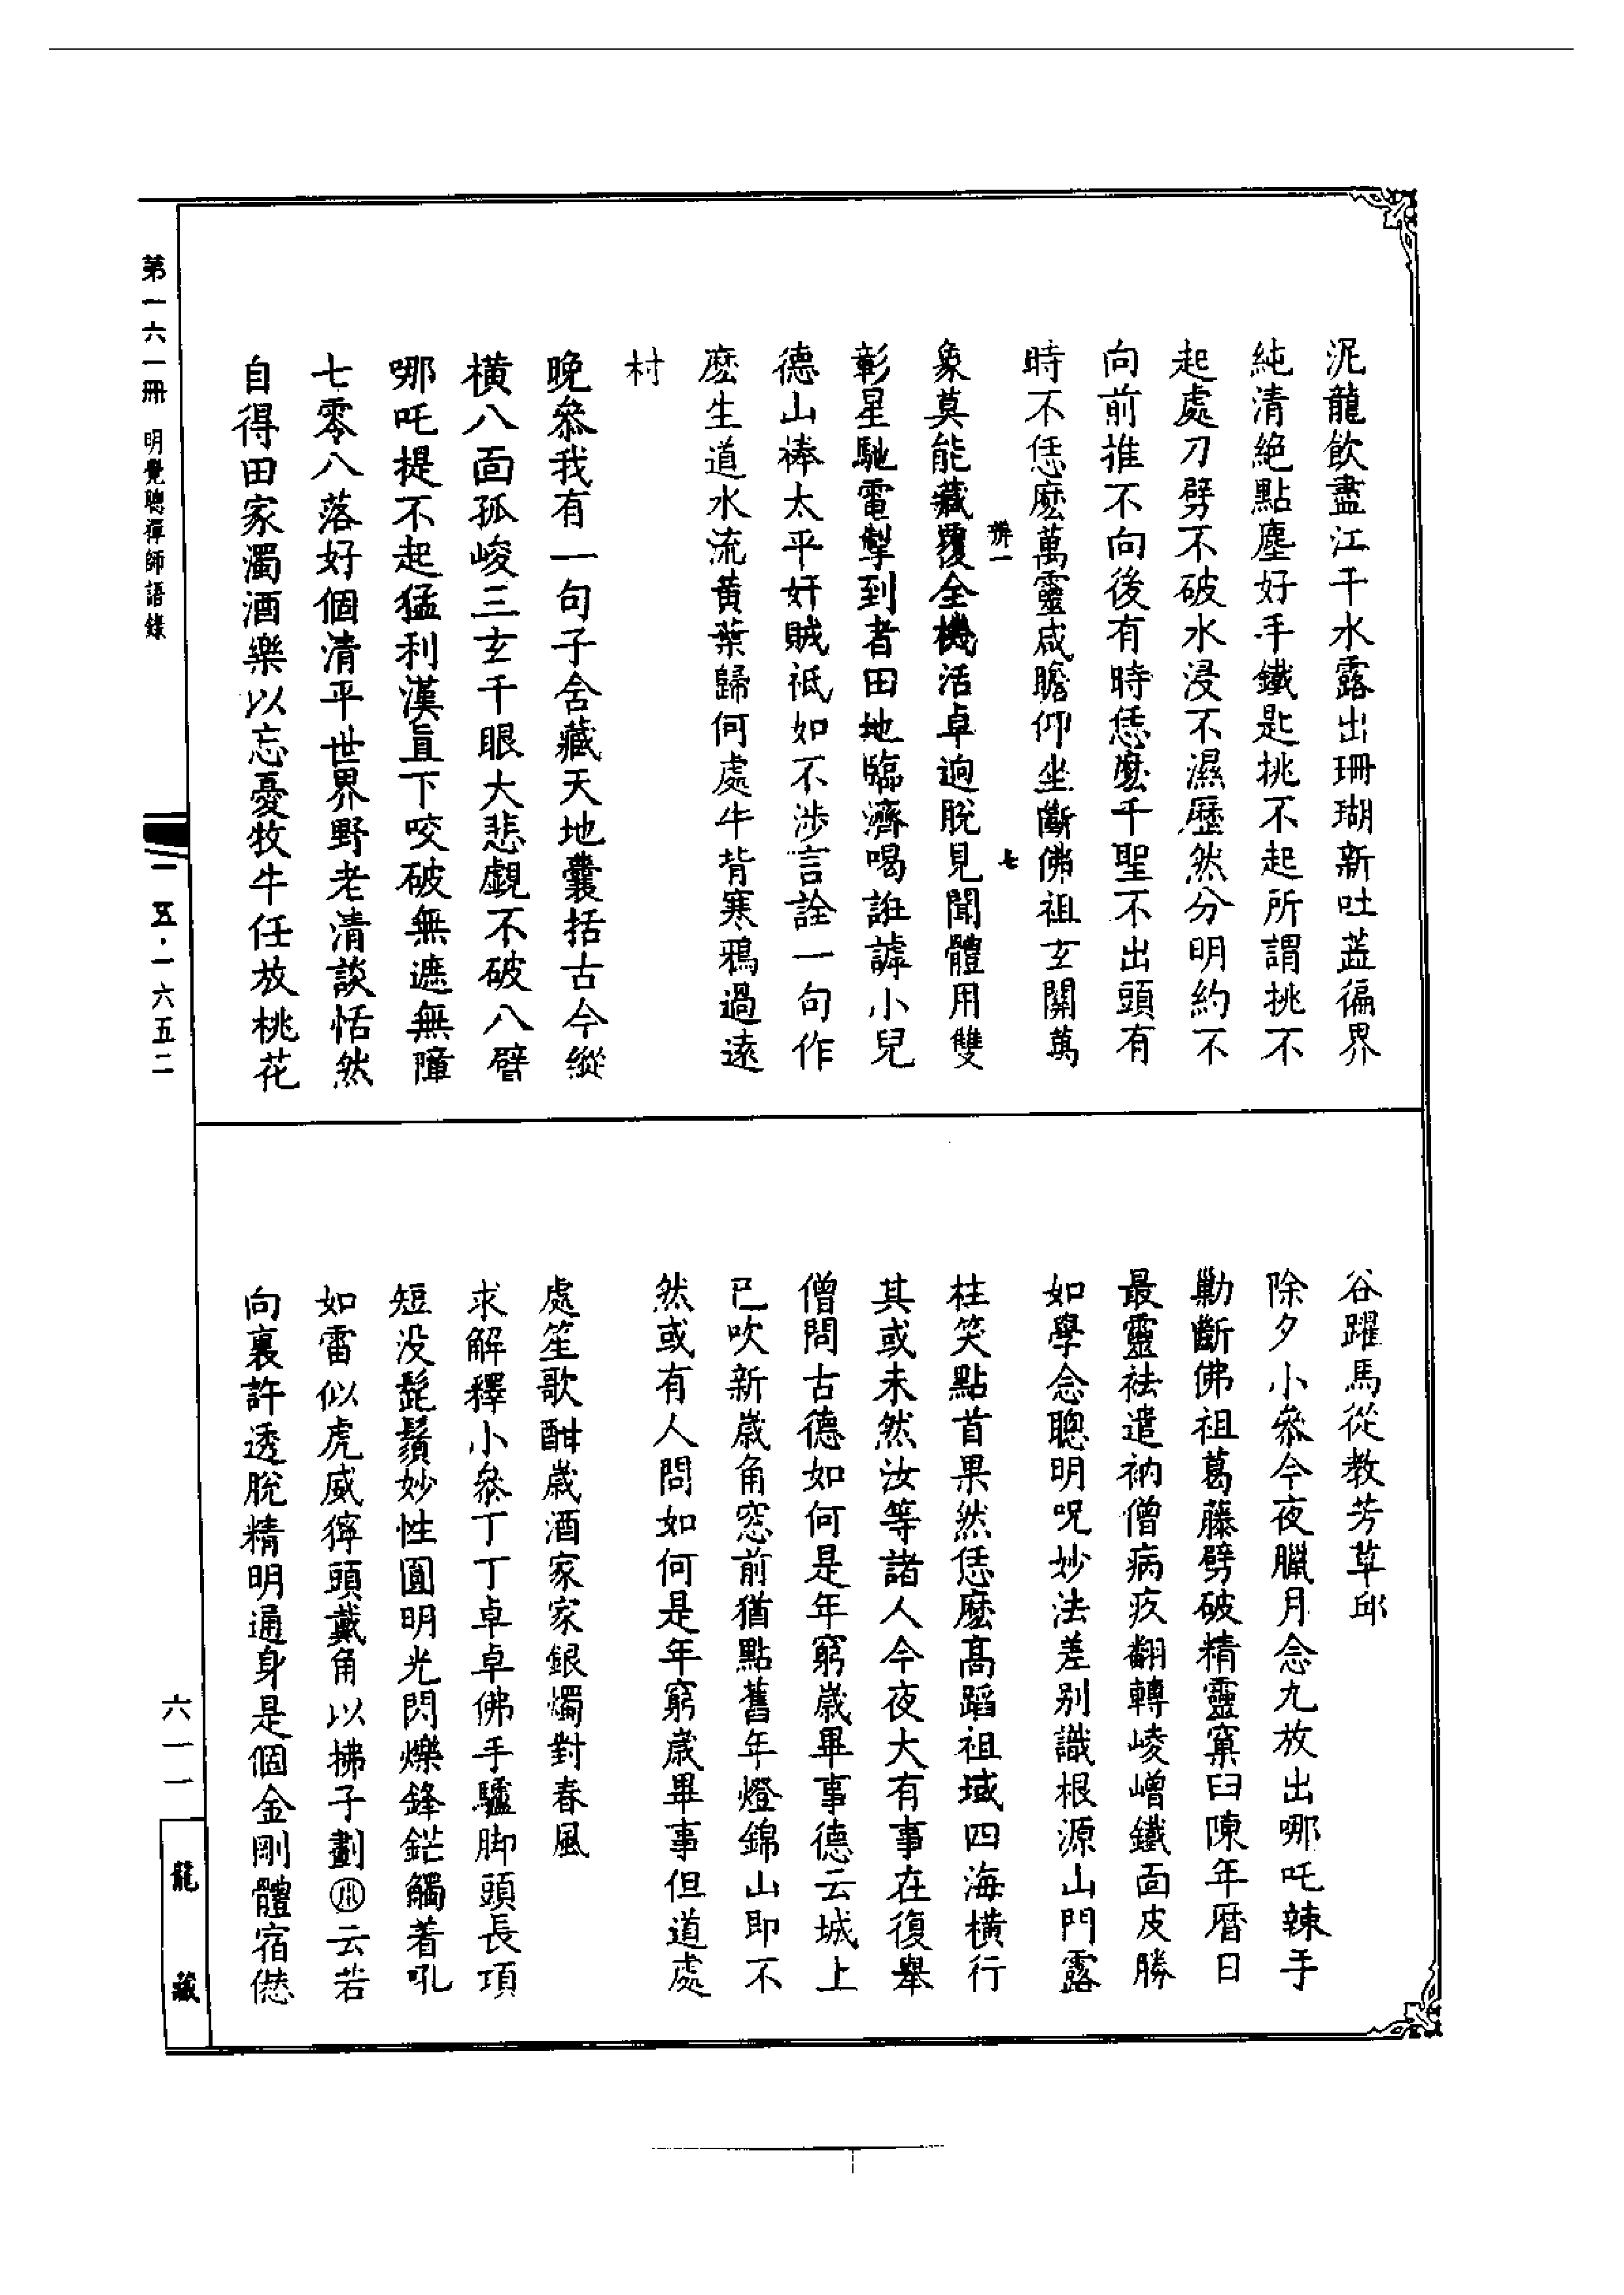 泥龍飲盡江千水露出珊瑚新吐蕋徧界
純清絶點塵好手鐵匙挑不起所謂挑不
起處刀劈不破水浸不濕歷然分明約不
向前推不向後有時恁麽千聖不出頭有
時不恁麽萬靈咸瞻仰坐斷佛祖玄關萬
象莫能藏覆全機活卓迥脫見聞體用雙
彰星馳電掣到者田地臨濟喝誑謼小兒
德山棒太平奸賊祇如不涉言詮一句作
麽生道水流黄葉歸何處牛背寒鴉過遠
村
晚叅我有一句子含藏天地囊括古今縱
橫八面孤峻三玄千眼大悲覷不破八臂
哪吒提不起猛利漢直下咬破無遮無障
七零八落好個清平世界野老清談恬然
自得田家濁酒樂以忘憂牧牛任放桃花
谷躍馬從教芳草邱
除夕小叅今夜臘月念九放出哪吒辣手
勦斷佛祖葛藤劈破精靈窠臼陳年曆日
最靈祛遣衲僧病疚翻轉崚嶒鐵面皮勝
如學念聰明呪妙法差别識根源山門露
柱笑點首果然恁麽髙蹈祖域四海橫行
其或未然汝等諸人今夜大有事在復舉
僧問古德如何是年窮歲畢事德云城上
已吹新歲角窓前猶點舊年燈錦山即不
然或有人問如何是年窮歲畢事但道處
處笙歌酣歲酒家家銀燭對春風
求解釋小叅丁丁卓卓佛手驢脚頭長項
短没髭鬚妙性圓明光閃爍鋒鋩觸着吼
如雷似虎威獰頭戴角以拂子劃㊂云若
向裏許透脫精明通身是個金剛體宿愆
第一六一冊 明覺聰禪師語錄
一五·一六五二
六一一
龍藏